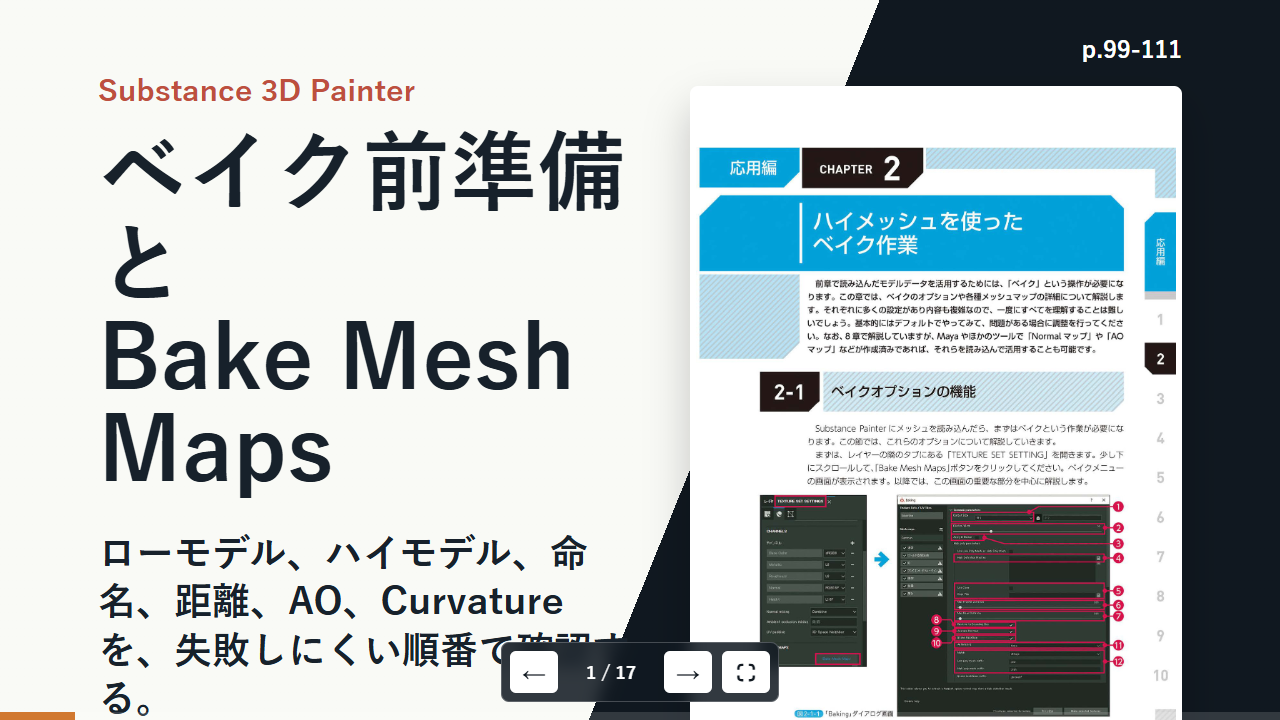 p.99-111
Substance 3D Painter
ベイク前準備
と
Bake Mesh
Maps
ローモデル、ハイモデル、命
名、距離、AO、Curvature
を、失敗しにくい順番で確認す
る。
← 1 / 17 →
応用編 CHAPTER 2
ハイメッシュを使った
ベイク作業
前章で読み込んだモデルデータを活用するためには、「ベイク」という操作が必要にな
ります。この章では、ベイクのオプションや各種メッシュマップの詳細について解説しま
す。それぞれに多くの設定があり内容も複雑なので、一度にすべてを理解することは難し
いでしょう。基本的にはデフォルトでやってみて、問題がある場合に調整を行ってくださ
い。なお、8 章で解説していますが、Maya やほかのツールで「Normal マップ」や「AO
マップ」などが作成済みであれば、それらを読み込んで活用することも可能です。
2-1 ベイクオプションの機能
Substance Painter にメッシュを読み込んだら、まずはベイクという作業が必要にな
ります。この節では、これらのオプションについて解説していきます。
まずは、レイヤーの隣のタブにある「TEXTURE SET SETTING」を開きます。少し下
にスクロールして、「Bake Mesh Maps」ボタンをクリックしてください。ベイクメニュー
の画面が表示されます。以降では、この画面の重要な部分を中心に解説します。
TEXTURE SET SETTINGS
CHANNELS
Baking
1
2
3
4
5
6
7
8
9
10
11
12
図2-1-1 「Baking」ダイアログ画面
応用編
1
2
3
4
5
6
7
8
9
10